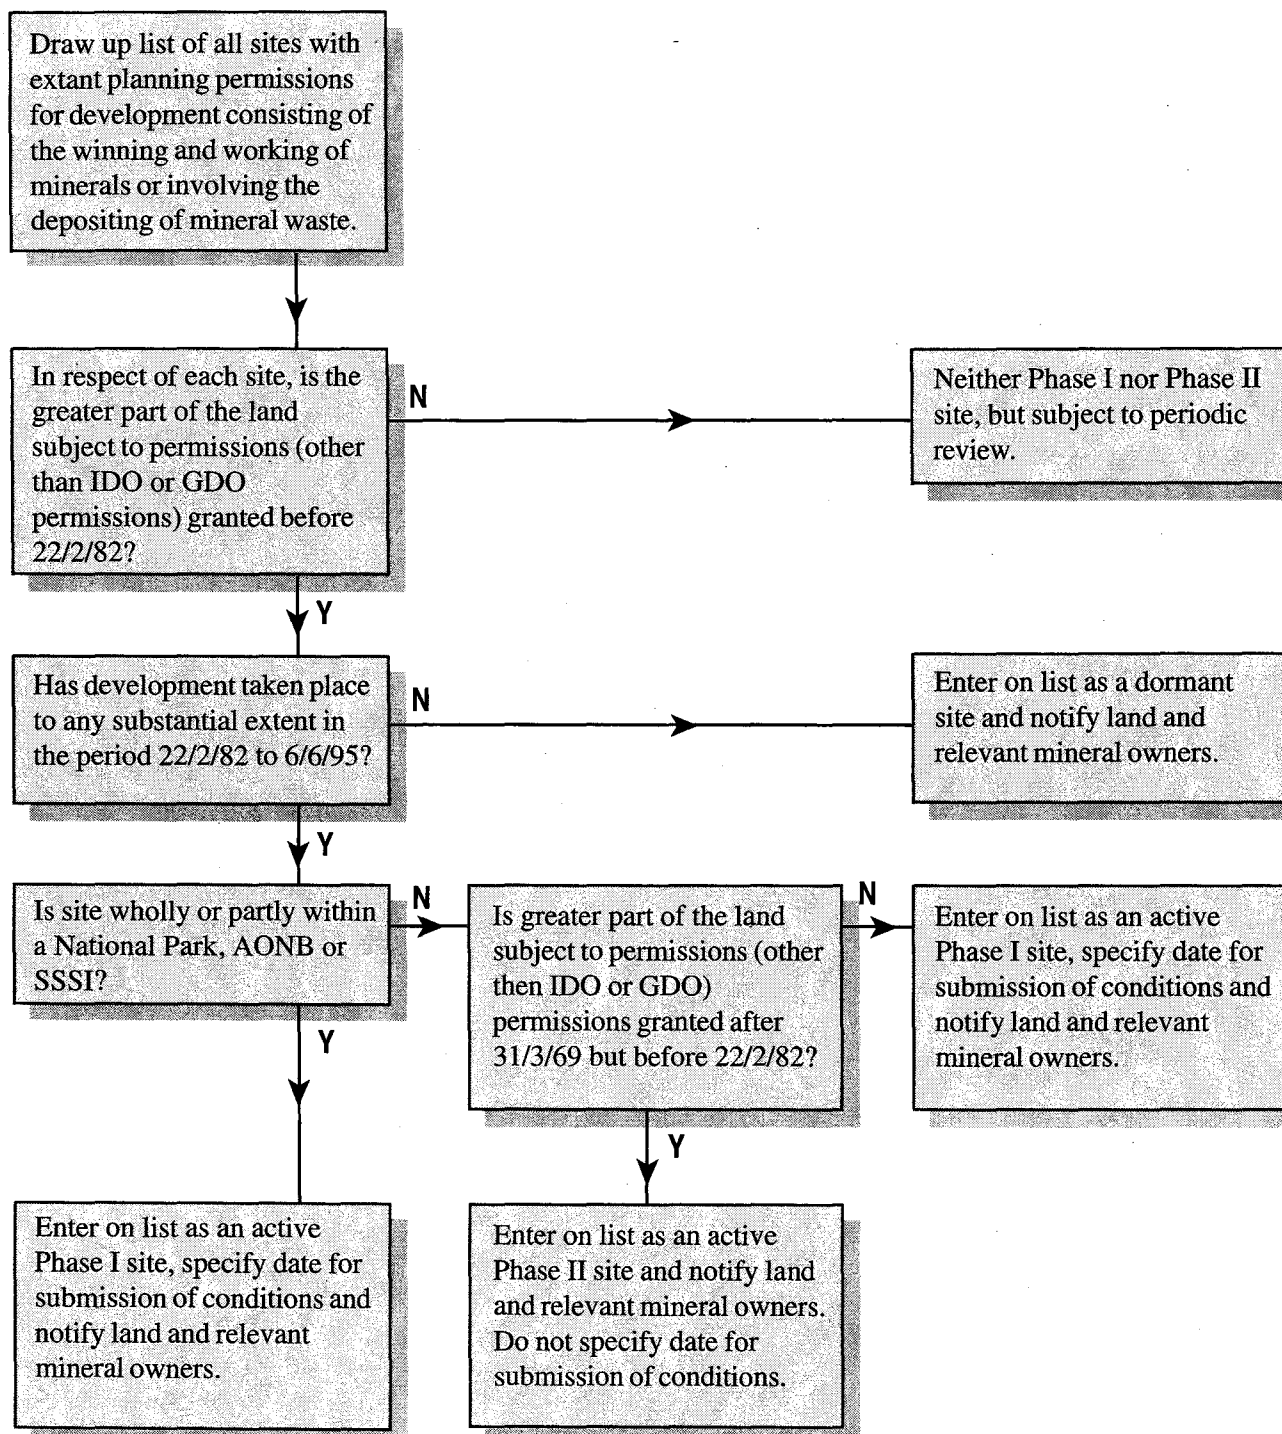 Draw up list of all sites with
extant planning permissions
for development consisting of
the winning and working of
minerals or involving the
depositing of mineral waste.
In respect of each site, is the
greater part of the land
subject to permissions (other
than IDO or GDO
permissions) granted before
22/2/82?
N
Neither Phase I nor Phase II
site, but subject to periodic
review.
Y
Has development taken place
to any substantial extent in
the period 22/2/82 to 6/6/95?
N
Enter on list as a dormant
site and notify land and
relevant mineral owners.
Y
Is site wholly or partly within
a National Park, AONB or
SSSI?
N
Is greater part of the land
subject to permissions (other
then IDO or GDO)
permissions granted after
31/3/69 but before 22/2/82?
N
Enter on list as an active
Phase I site, specify date for
submission of conditions and
notify land and relevant
mineral owners.
Y
Y
Enter on list as an active
Phase I site, specify date for
submission of conditions and
notify land and relevant
mineral owners.
Enter on list as an active
Phase II site and notify land
and relevant mineral owners.
Do not specify date for
submission of conditions.